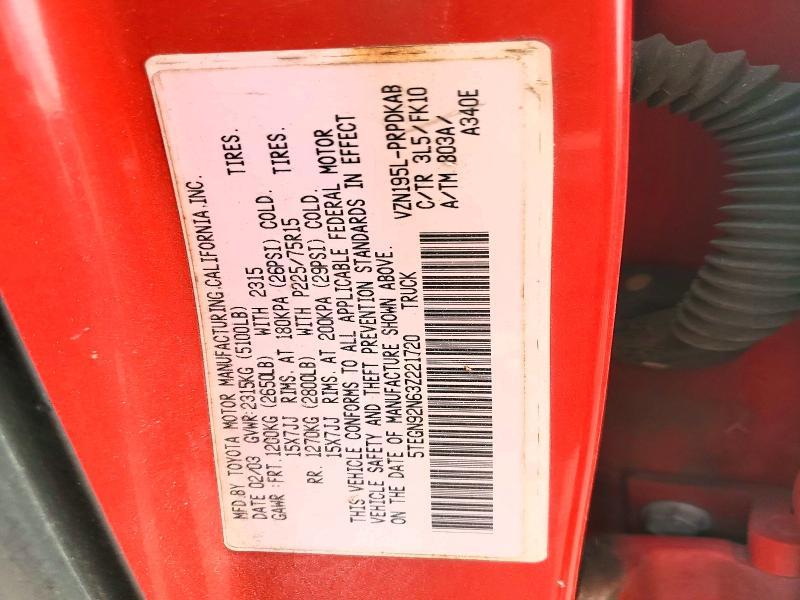 MFD.BY TOYOTA MOTOR MANUFACTURING.CALIFORNIA.INC.
DATE 02/03 GVWR:2315KG (5100LB)
GAWR :FRT.1200KG (2650LB) WITH 2315 TIRES.
15X7JJ RIMS. AT 180KPA (26PSI) COLD.
RR. 1270KG (2800LB) WITH P225/75R15 TIRES.
15X7JJ RIMS. AT 200KPA (29PSI) COLD.
THIS VEHICLE CONFORMS TO ALL APPLICABLE FEDERAL MOTOR
VEHICLE SAFETY AND THEFT PREVENTION STANDARDS IN EFFECT
ON THE DATE OF MANUFACTURE SHOWN ABOVE.
5TEGN92N63Z221720 TRUCK
VZN195L-PRPDKAB
C/TR 3L5/FK10
A/TM B03A/
A340E